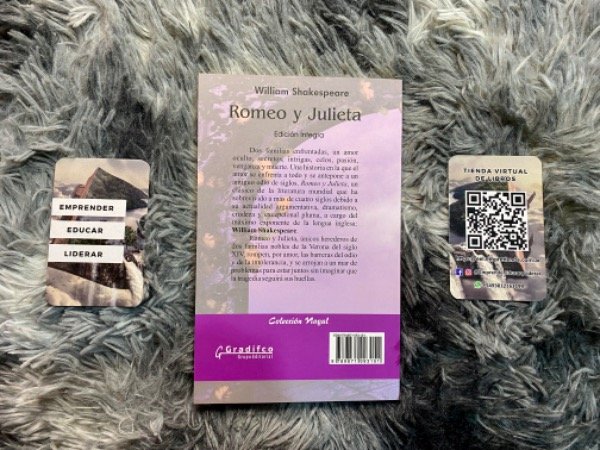 EMPRENDER
EDUCAR
LIDERAR
William Shakespeare
Romeo y Julieta
Edición íntegra
Dos familias enfrentadas, un amor
oculto, secretos, intrigas, celos, pasión,
venganza y muerte. Una historia en la que el
amor se enfrenta a todo y se antepone a un
antiguo odio de siglos. Romeo y Julieta, un
clásico de la literatura mundial que ha
sobrevivido a más de cuatro siglos debido a
su actualidad argumentativa, dramatismo,
crudeza y excepcional pluma, a cargo del
máximo exponente de la lengua inglesa:
William Shakespeare.
Romeo y Julieta, únicos herederos de
dos familias nobles de la Verona del siglo
XIV, rompen, por amor, las barreras del odio
y de la intolerancia, y se arrojan a un mar de
problemas para estar juntos sin imaginar que
la tragedia seguirá sus huellas.
Colección Nogal
Gradifco
Grupo Editorial
TIENDA VIRTUAL
DE LIBROS